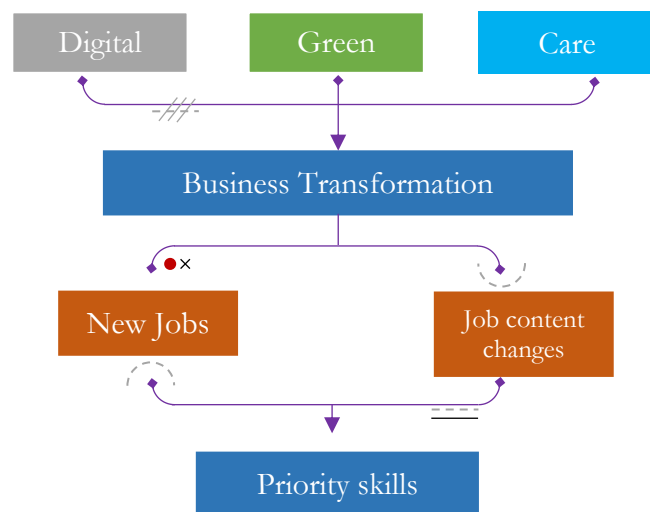 Digital
Green
Care
Business Transformation
New Jobs
Job content
changes
Priority skills